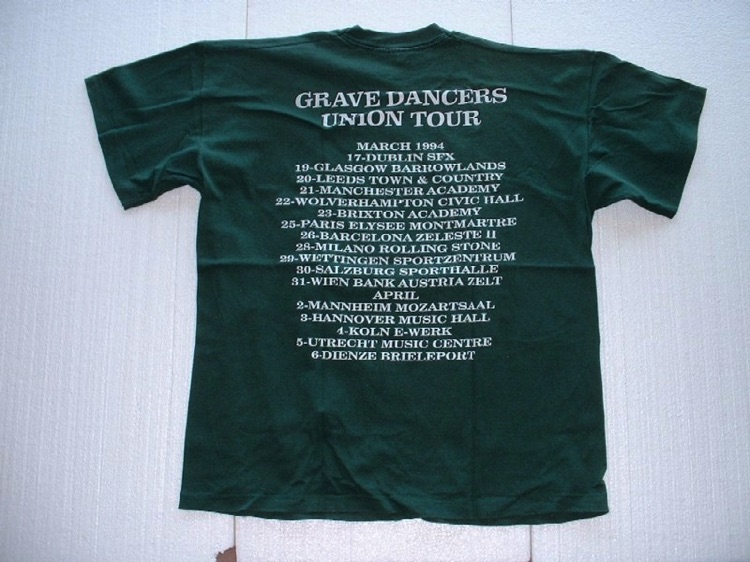 GRAVE DANCERS
UNION TOUR
MARCH 1994
17-DUBLIN SFX
19-GLASGOW BARROWLANDS
20-LEEDS TOWN & COUNTRY
21-MANCHESTER ACADEMY
22-WOLVERHAMPTON CIVIC HALL
23-BRIXTON ACADEMY
25-PARIS ELYSEE MONTMARTRE
26-BARCELONA ZELESTE II
28-MILANO ROLLING STONE
29-WETTINGEN SPORTZENTRUM
30-SALZBURG SPORTHALLE
31-WIEN BANK AUSTRIA ZELT
APRIL
2-MANNHEIM MOZARTSAAL
3-HANNOVER MUSIC HALL
4-KOLN E-WERK
5-UTRECHT MUSIC CENTRE
6-DIENZE BRIELEPORT